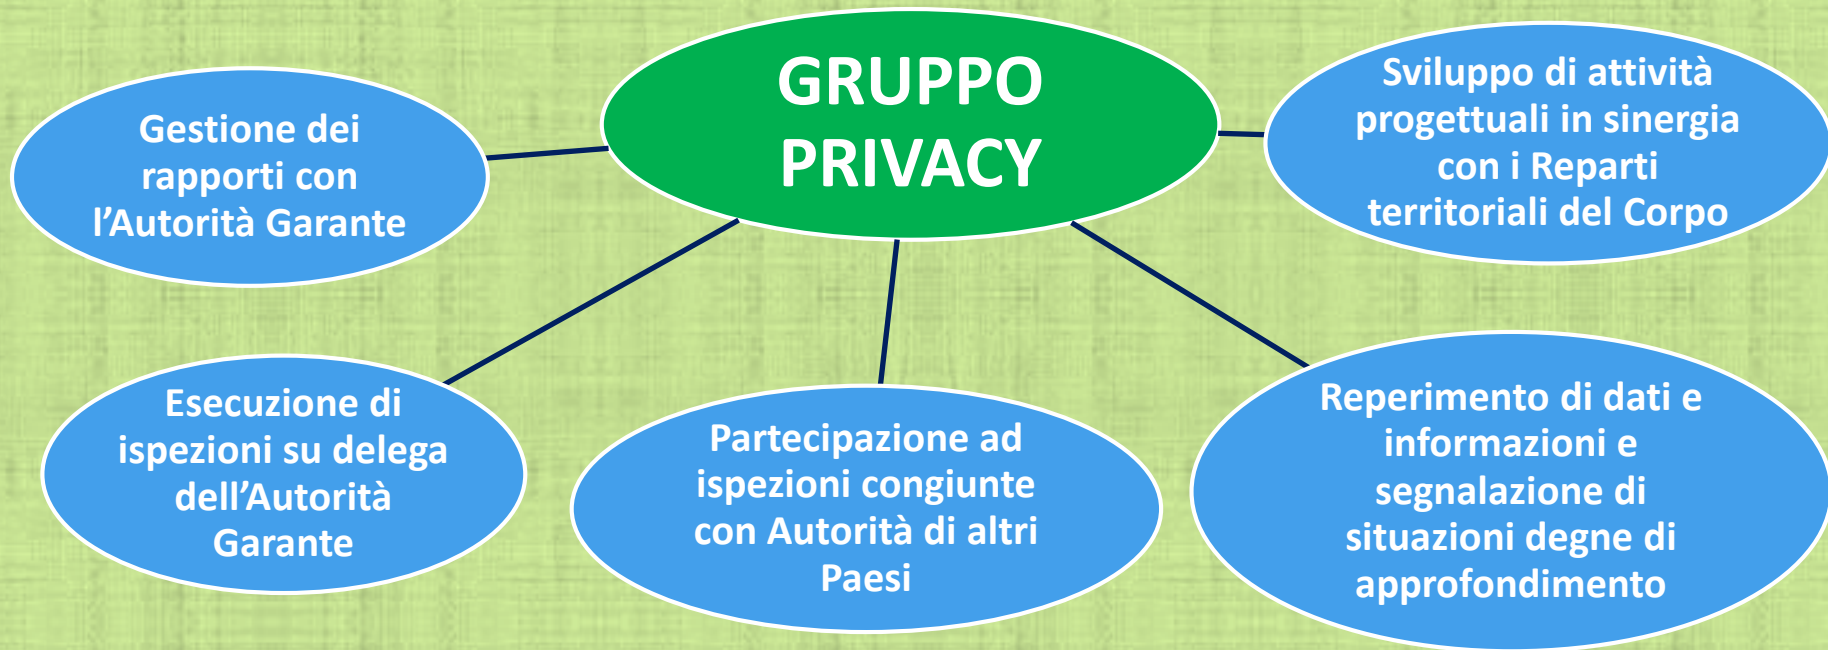 GRUPPO
PRIVACY
Gestione dei
rapporti con
l’Autorità Garante
Sviluppo di attività
progettuali in sinergia
con i Reparti
territoriali del Corpo
Esecuzione di
ispezioni su delega
dell’Autorità
Garante
Partecipazione ad
ispezioni congiunte
con Autorità di altri
Paesi
Reperimento di dati e
informazioni e
segnalazione di
situazioni degne di
approfondimento